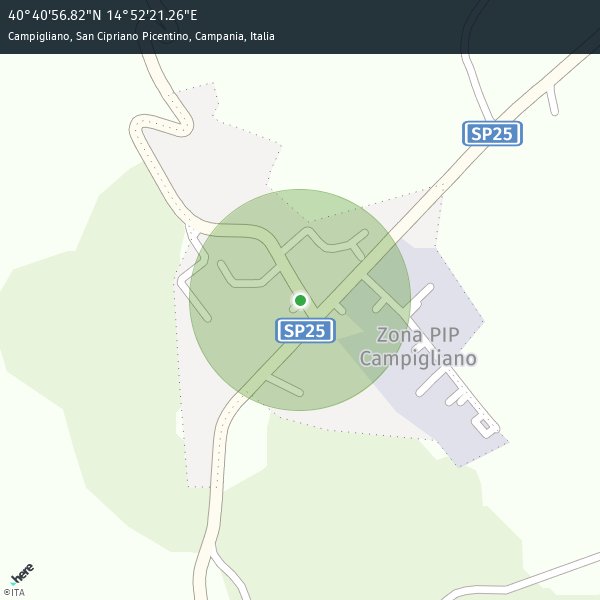 40°40'56.82"N 14°52'21.26"E
Campigliano, San Cipriano Picentino, Campania, Italia
SP25
SP25
Zona PIP
Campigliano
here
©ITA